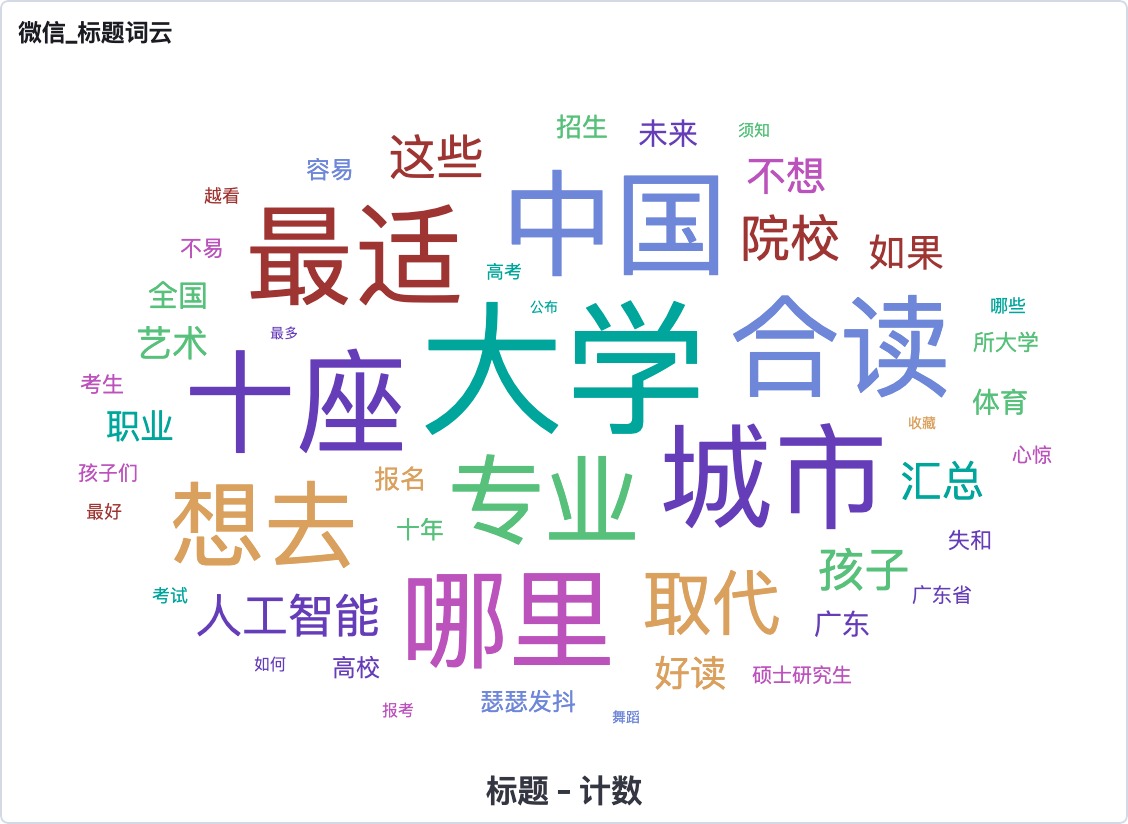 微信_标题词云
招生
未来
须知
这些
容易
不想
越看
中国
院校
最适
不易
如果
高考
全国
公布
哪些
艺术
最多
大学
合读
所大学
考生
十座
体育
职业
收藏
城市
心惊
孩子们
报名
专业
汇总
最好
想去
十年
失和
孩子
考试
人工智能
哪里
取代
广东省
广东
如何
高校
好读
硕士研究生
报考
瑟瑟发抖
舞蹈
标题 - 计数